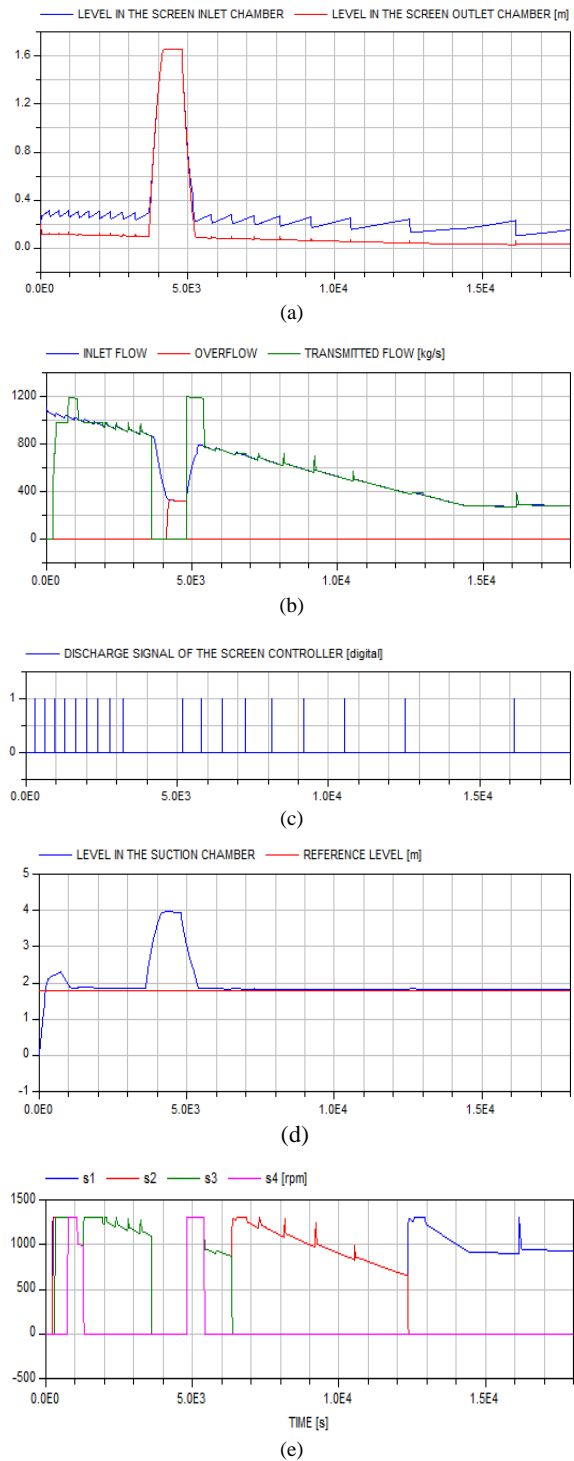 LEVEL IN THE SCREEN INLET CHAMBER LEVEL IN THE SCREEN OUTLET CHAMBER [m]
1.6
1.2
0.8
0.4
0.0
0.0E0 5.0E3 1.0E4 1.5E4
(a)
INLET FLOW OVERFLOW TRANSMITTED FLOW [kg/s]
1200
800
400
0
0.0E0 5.0E3 1.0E4 1.5E4
(b)
DISCHARGE SIGNAL OF THE SCREEN CONTROLLER [digital]
1
0
0.0E0 5.0E3 1.0E4 1.5E4
(c)
LEVEL IN THE SUCTION CHAMBER REFERENCE LEVEL [m]
5
4
3
2
1
0
-1
0.0E0 5.0E3 1.0E4 1.5E4
(d)
s1 s2 s3 s4 [rpm]
1500
1000
500
0
-500
0.0E0 5.0E3 1.0E4 1.5E4
TIME [s]
(e)